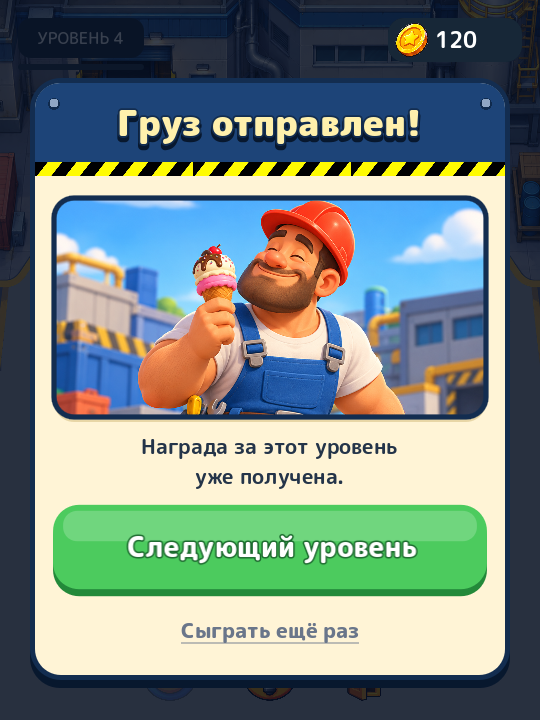 УРОВЕНЬ 4
120
Груз отправлен!
Награда за этот уровень
уже получена.
Следующий уровень
Сыграть ещё раз